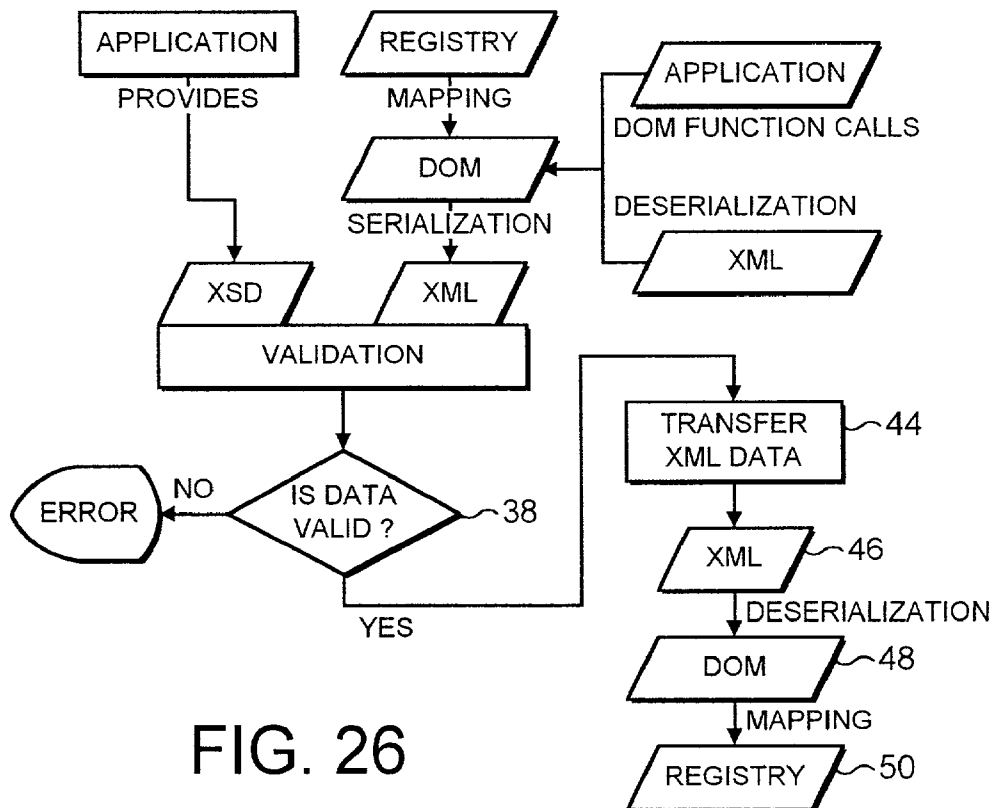 APPLICATION
PROVIDES
REGISTRY
MAPPING
APPLICATION
DOM FUNCTION CALLS
DOM
SERIALIZATION
DESERIALIZATION
XML
XSD
XML
VALIDATION
IS DATA
VALID ?
38
NO
ERROR
YES
TRANSFER
XML DATA
44
XML
46
DESERIALIZATION
DOM
48
MAPPING
REGISTRY
50
FIG. 26